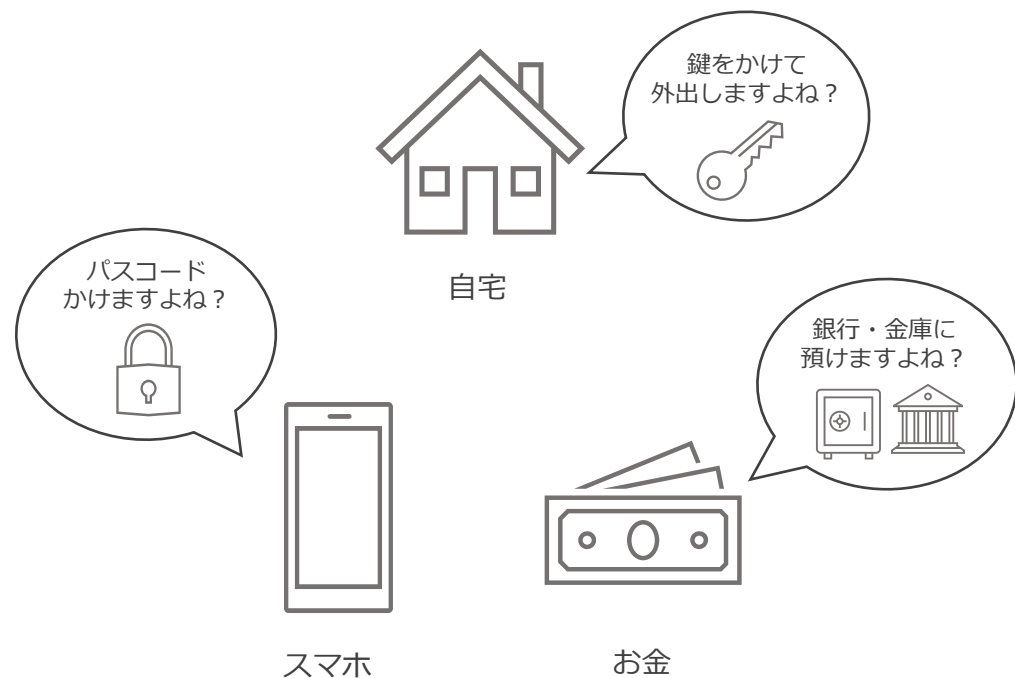 鍵をかけて
外出しますよね？
自宅
パスコード
かけますよね？
銀行・金庫に
預けますよね？
スマホ
お金